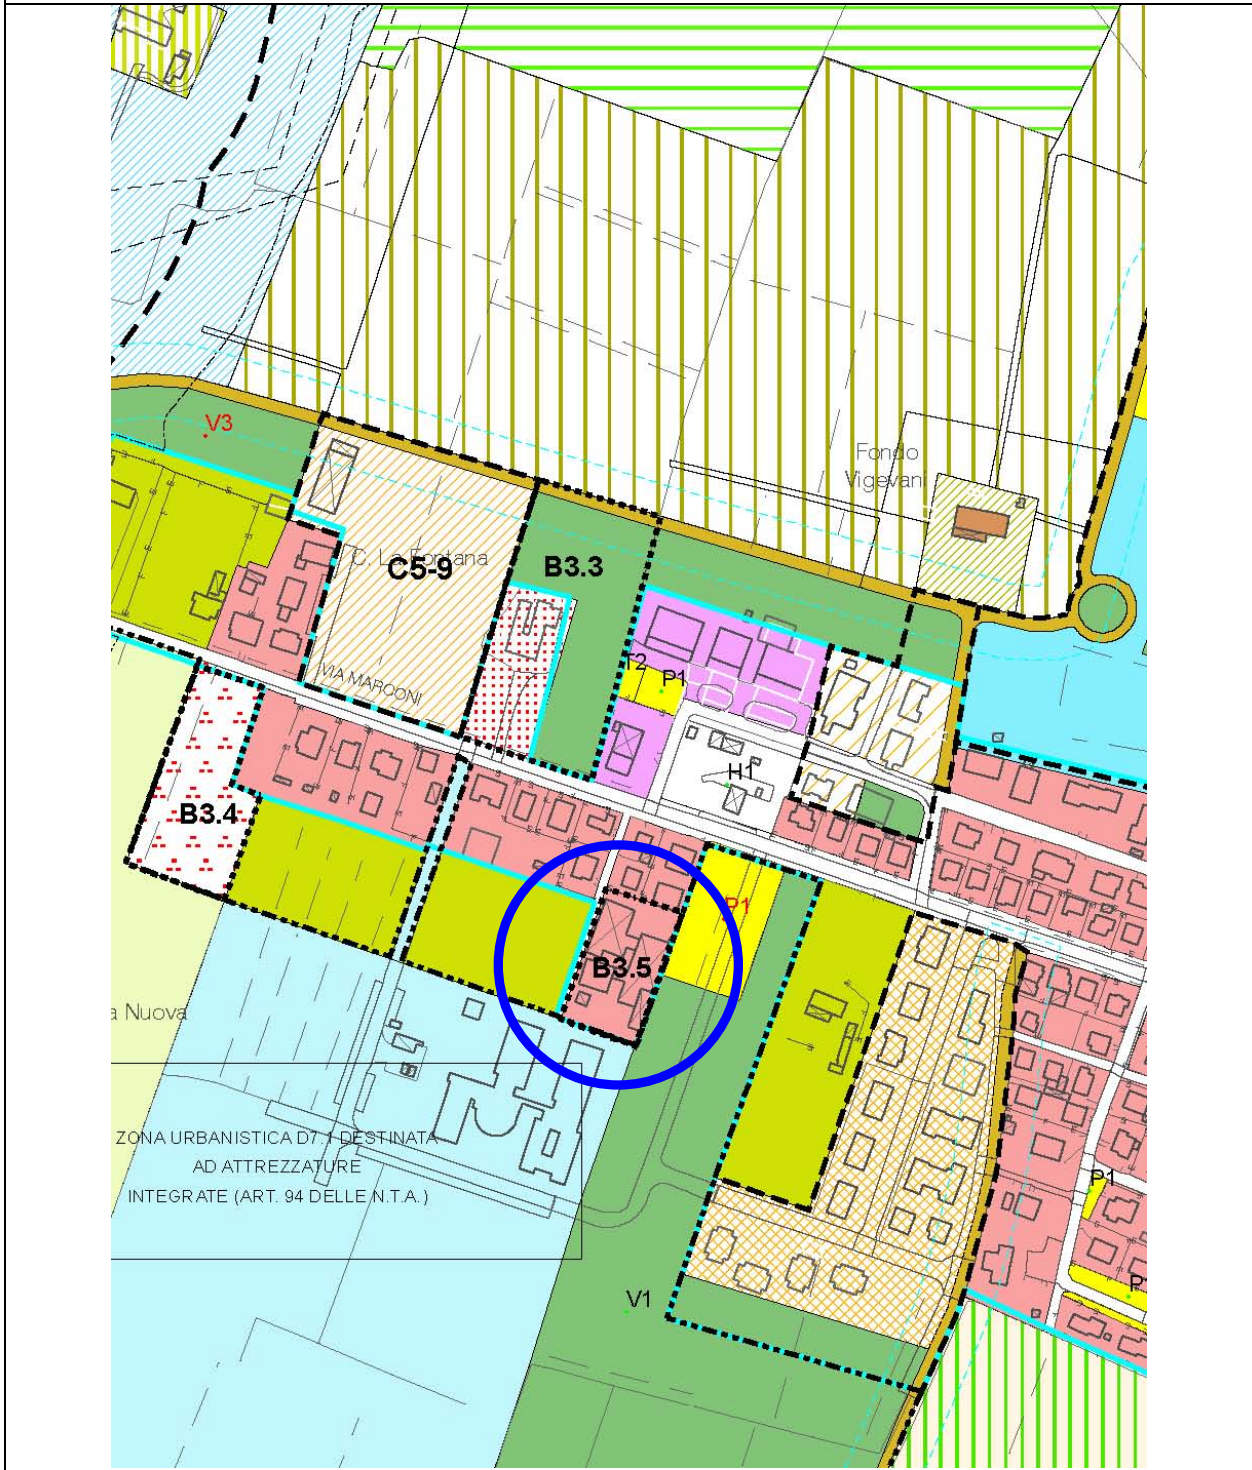 V3
Fondo
Vigevani
C. La Fontana
C5-9
B3.3
T2
P1
VIA MARCONI
H1
B3.4
P1
B3.5
a Nuova
ZONA URBANISTICA D7.1 DESTINATA
AD ATTREZZATURE
INTEGRATE (ART. 94 DELLE N.T.A.)
P1
V1